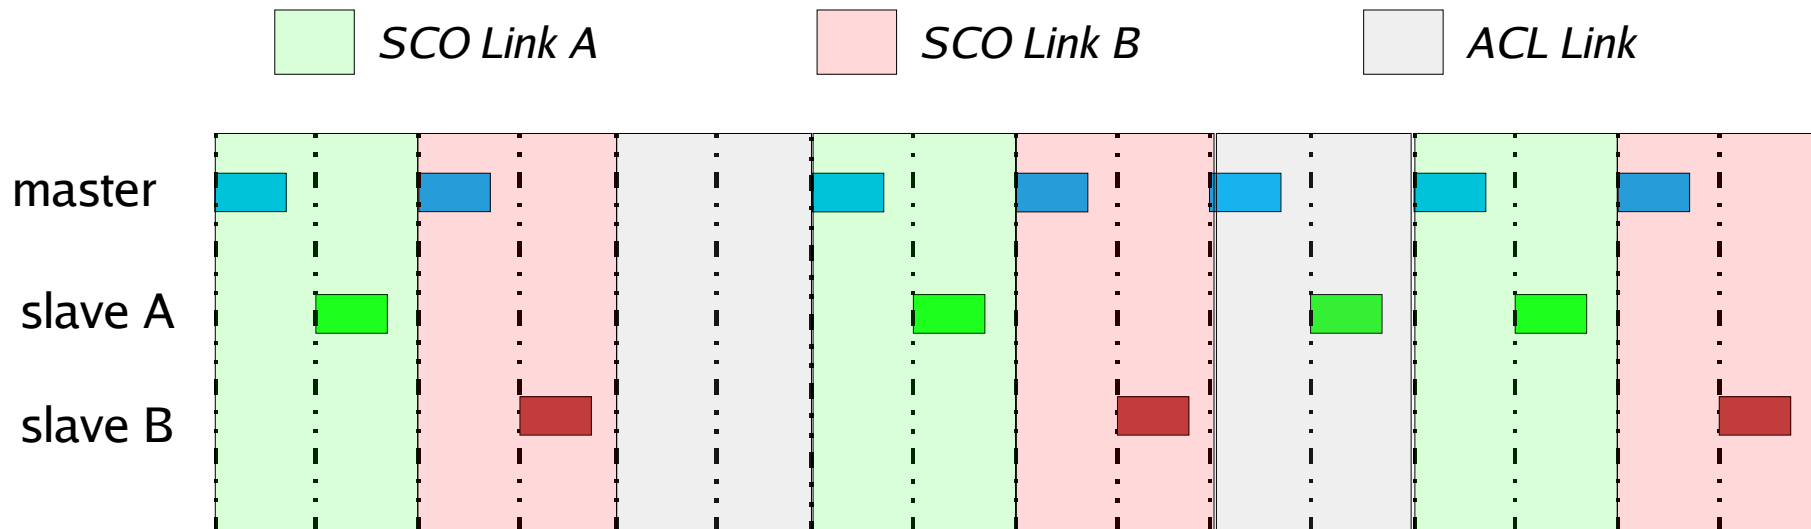 SCO Link A
SCO Link B
ACL Link
master
slave A
slave B